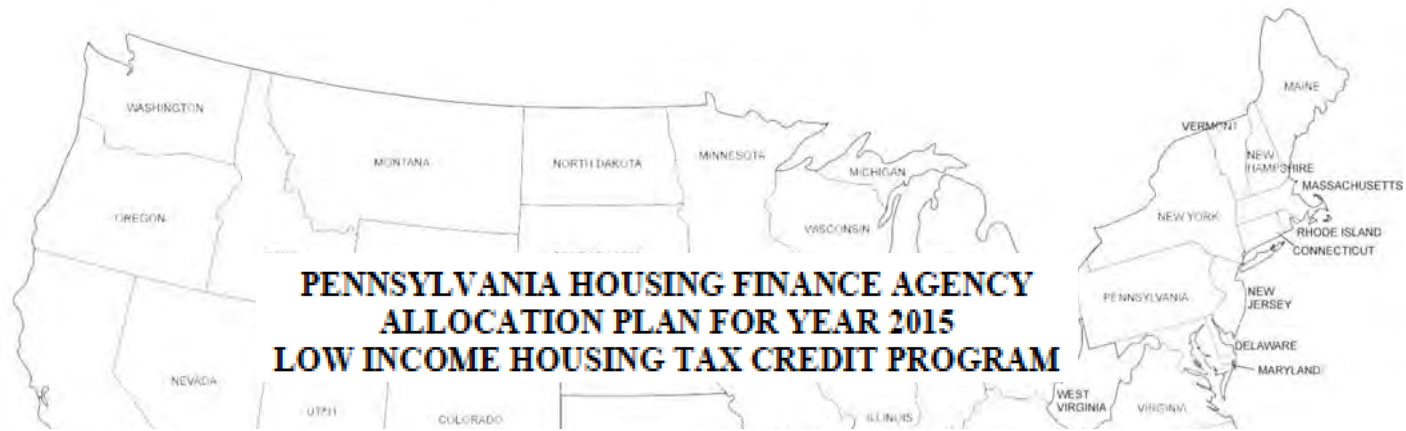 MAINE
WASHINGTON
VERMONT
MONTANA
NORTH DAKOTA
MINNESOTA
NEW
HAMPSHIRE
MICHIGAN
MASSACHUSETTS
OREGON
NEW YORK
WISCONSIN
RHODE ISLAND
CONNECTICUT
PENNSYLVANIA HOUSING FINANCE AGENCY
ALLOCATION PLAN FOR YEAR 2015
LOW INCOME HOUSING TAX CREDIT PROGRAM
PENNSYLVANIA
NEW
JERSEY
DELAWARE
MARYLAND
NEVADA
WEST
VIRGINIA
VIRGINIA
UTAH
COLORADO
ILLINOIS